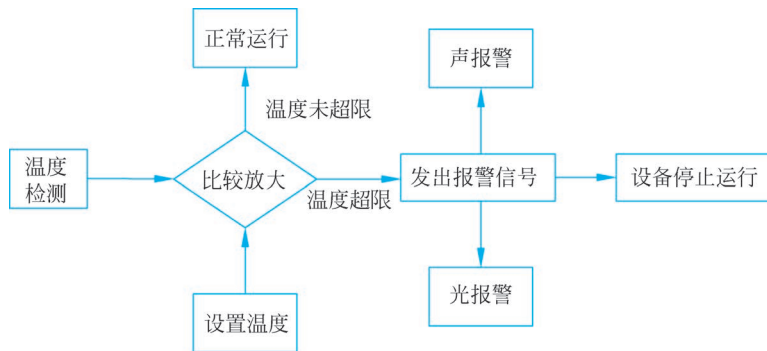 正常运行
声报警
温度未超限
温度
检测
比较放大
温度超限
发出报警信号
设备停止运行
设置温度
光报警